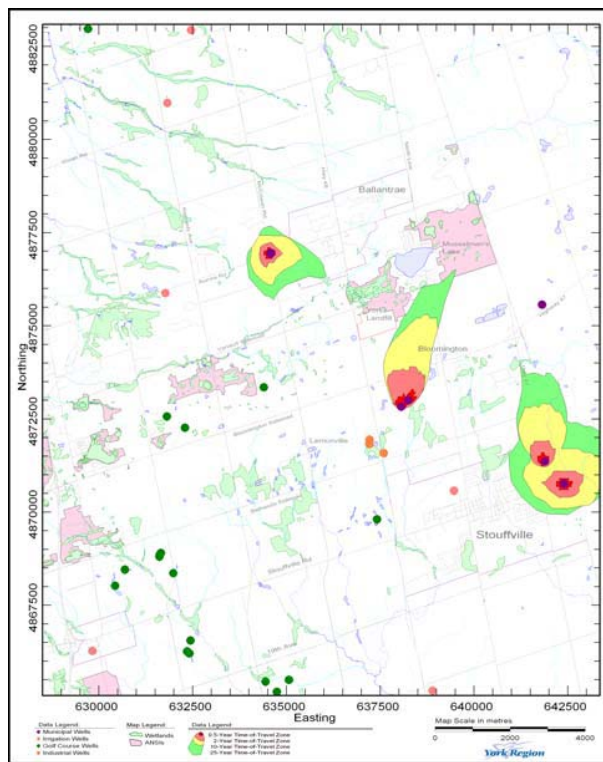 4882500
4880000
4877500
4875000
4872500
4870000
4867500
Northing
Ballantrae
Musselman's
Lake
Landfill
Bloomington
Lemonville
Stouffville Rd
Stouffville
630000
632500
635000
637500
640000
642500
Easting
Data Legend:
Municipal Wells
Irrigation Wells
Golf Course Wells
Industrial Wells
Map Legend:
Wetlands
ANSIs
Data Legend:
0.5-Year Time-of-Travel Zone
2-Year Time-of-Travel Zone
10-Year Time-of-Travel Zone
25-Year Time-of-Travel Zone
Map Scale in metres
0 2000 4000
York Region